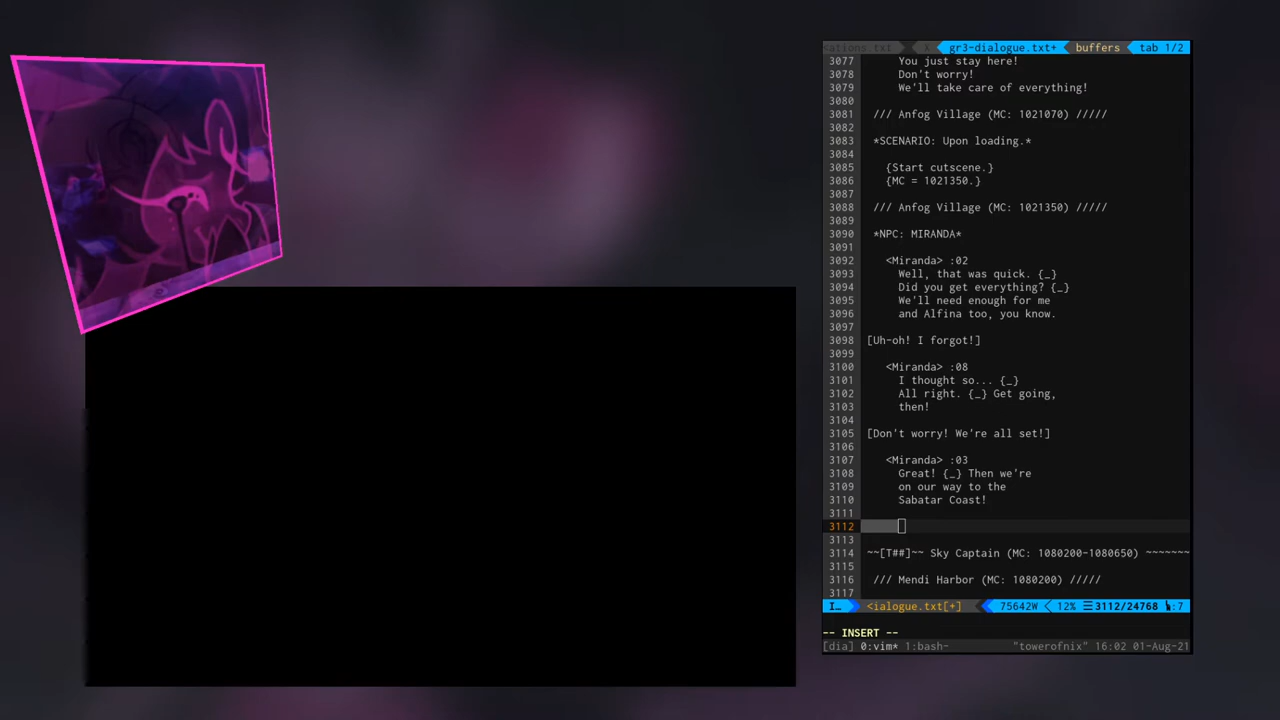 <ations.txt X gr3-dialogue.txt+ buffers tab 1/2
3077 You just stay here!
3078 Don't worry!
3079 We'll take care of everything!
3080
3081 /// Anfog Village (MC: 1021070) /////
3082
3083 *SCENARIO: Upon loading.*
3084
3085 {Start cutscene.}
3086 {MC = 1021350.}
3087
3088 /// Anfog Village (MC: 1021350) /////
3089
3090 *NPC: MIRANDA*
3091
3092 <Miranda> :02
3093 Well, that was quick. {_}
3094 Did you get everything? {_}
3095 We'll need enough for me
3096 and Alfina too, you know.
3097
3098 [Uh-oh! I forgot!]
3099
3100 <Miranda> :08
3101 I thought so... {_}
3102 All right. {_} Get going,
3103 then!
3104
3105 [Don't worry! We're all set!]
3106
3107 <Miranda> :03
3108 Great! {_} Then we're
3109 on our way to the
3110 Sabatar Coast!
3111
3112
3113
3114 ~~[T##]~~ Sky Captain (MC: 1080200-1080650) ~~~~~~~
3115
3116 /// Mendi Harbor (MC: 1080200) /////
3117
I… <ialogue.txt[+] 75642W 12% ☰3112/24768 :7
-- INSERT --
[dia] 0:vim* 1:bash- "towerofnix" 16:02 01-Aug-21